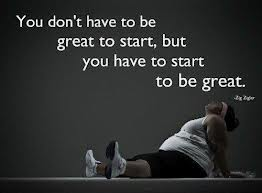 You don't have to be
great to start, but
you have to start
to be great.
-Zig Ziglar